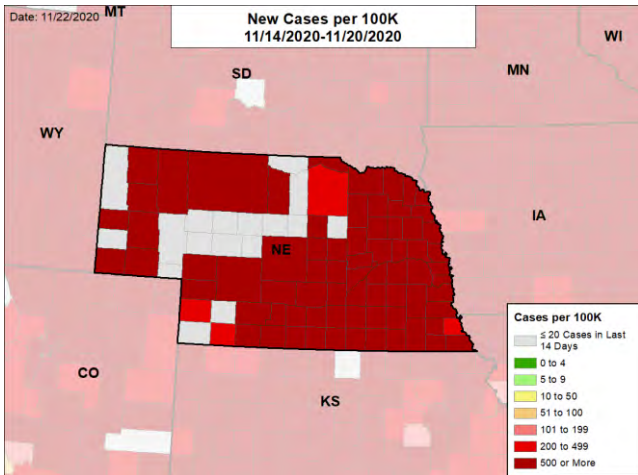 Date: 11/22/2020
MT
New Cases per 100K
11/14/2020-11/20/2020
WI
SD
MN
WY
IA
NE
Cases per 100K
≤ 20 Cases in Last
14 Days
0 to 4
5 to 9
10 to 50
51 to 100
101 to 199
200 to 499
500 or More
CO
KS